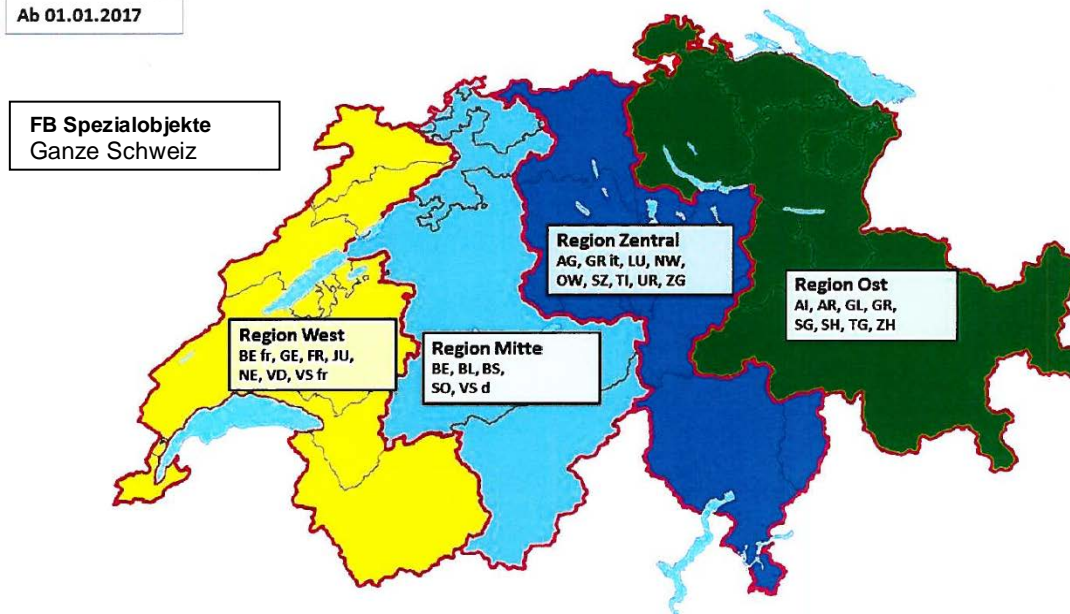 Ab 01.01.2017
FB Spezialobjekte
Ganze Schweiz
Region Zentral
AG, GR it, LU, NW,
OW, SZ, TI, UR, ZG
Region Ost
AI, AR, GL, GR,
SG, SH, TG, ZH
Region West
BE fr, GE, FR, JU,
NE, VD, VS fr
Region Mitte
BE, BL, BS,
SO, VS d